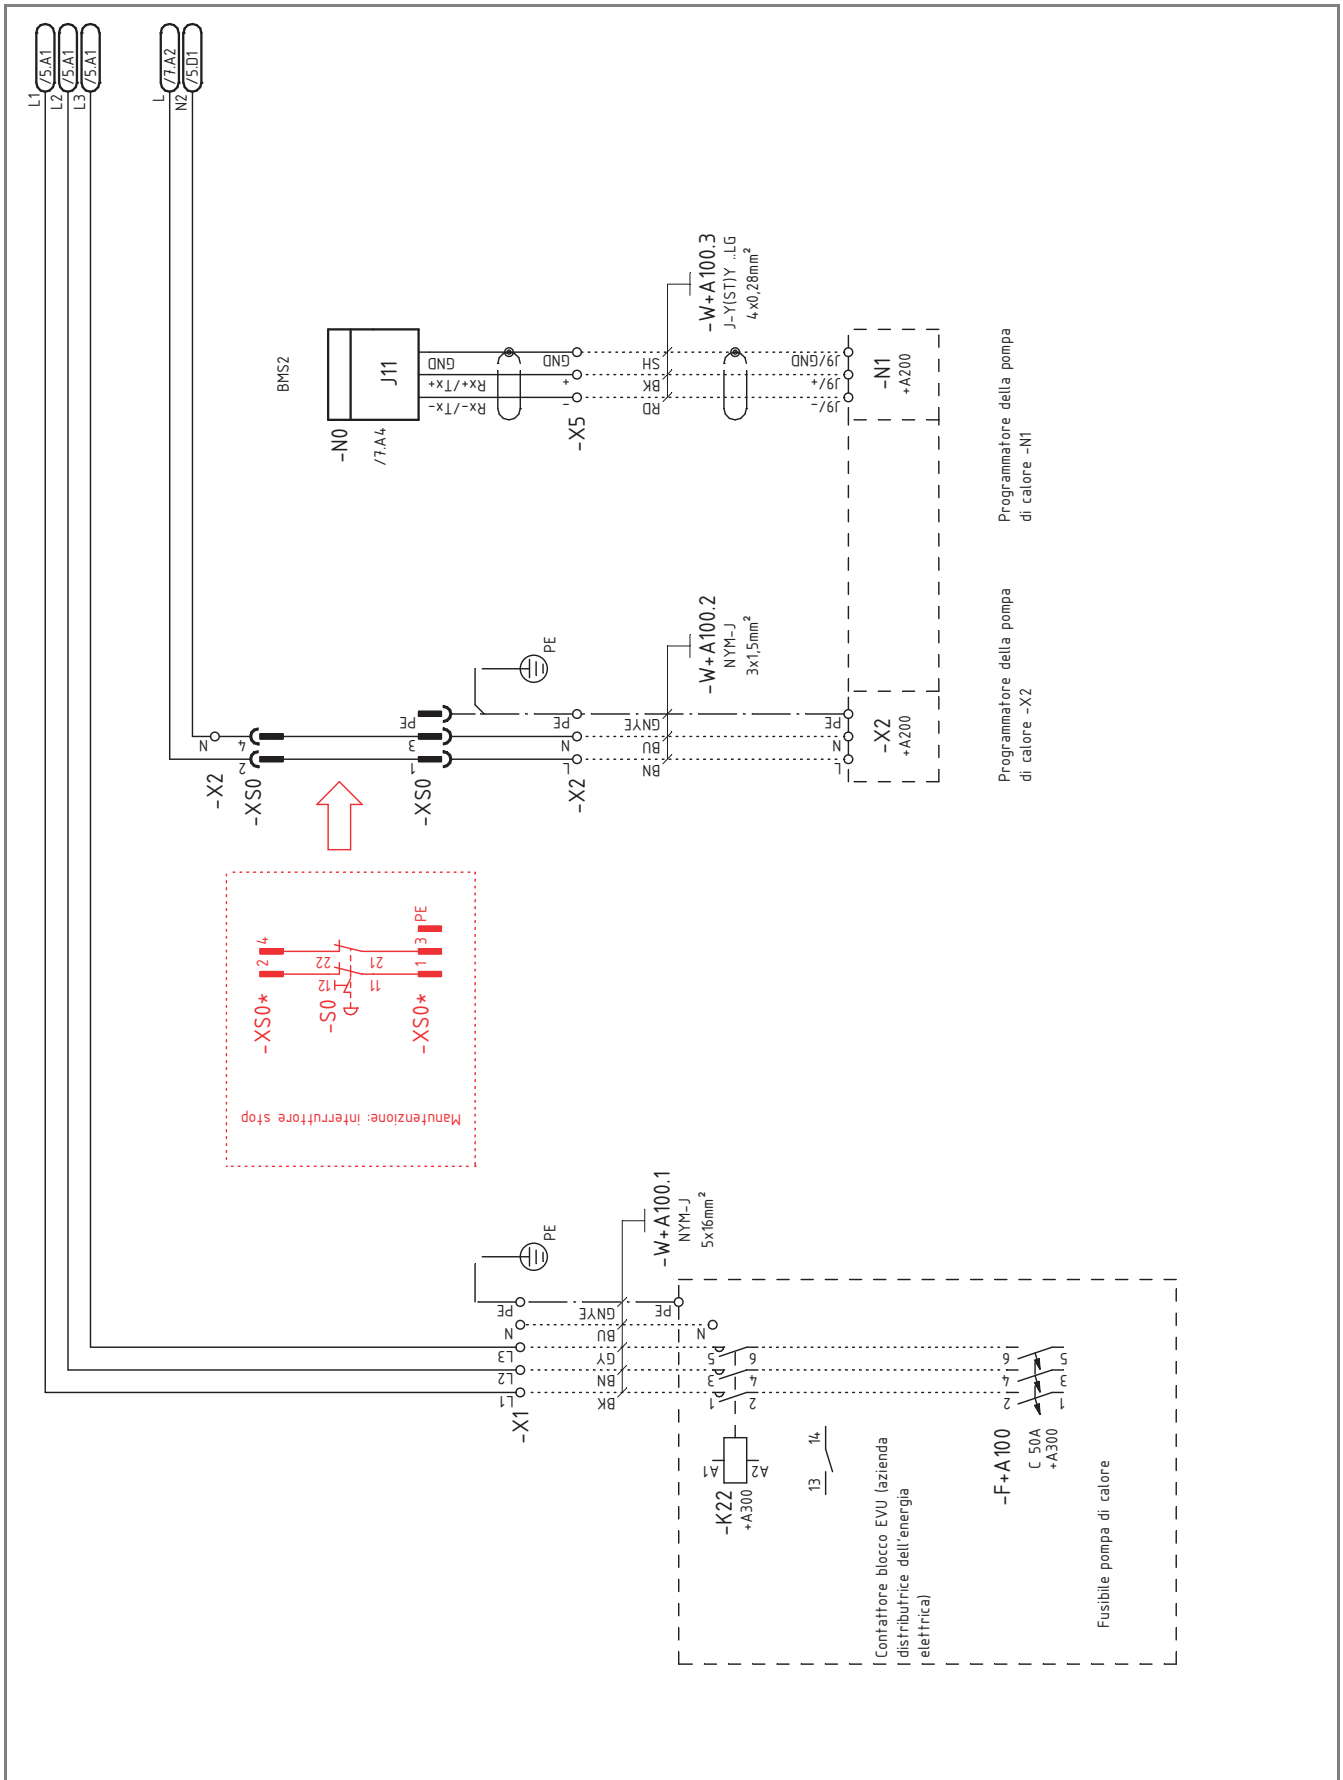 L1 /5.A1
L2 /5.A1
L3 /5.A1
L /7.A2
N2 /5.D1
BMS2
-N0
/7.A4
J11
GND
Rx+/Tx+
Rx-/Tx-
GND
+
-
-X5
SH
BK
RD
-W+A100.3
J-Y(ST)Y ..LG
4x0,28mm²
J9/GND
J9/+
J9/-
-N1
+A200
Programmatore della pompa
di calore -N1
N
-X2
4
2
-XS0
PE
3
1
-XS0
PE
PE
N
L
-X2
GNYE
BU
BN
-W+A100.2
NYM-J
3x1,5mm²
PE
N
L
-X2
+A200
Programmatore della pompa
di calore -X2
-XS0*
2
4
-S0
12
22
11
21
-XS0*
1
3
PE
Manutenzione: interruttore stop
PE
PE
N
L3
L2
L1
-X1
GNYE
BU
GY
BN
BK
-W+A100.1
NYM-J
5x16mm²
PE
N
5
6
3
4
1
2
A1
A2
-K22
+A300
13
14
Contattore blocco EVU (azienda
distributrice dell'energia
elettrica)
6
5
4
3
2
1
-F+A100
C 50A
+A300
Fusibile pompa di calore